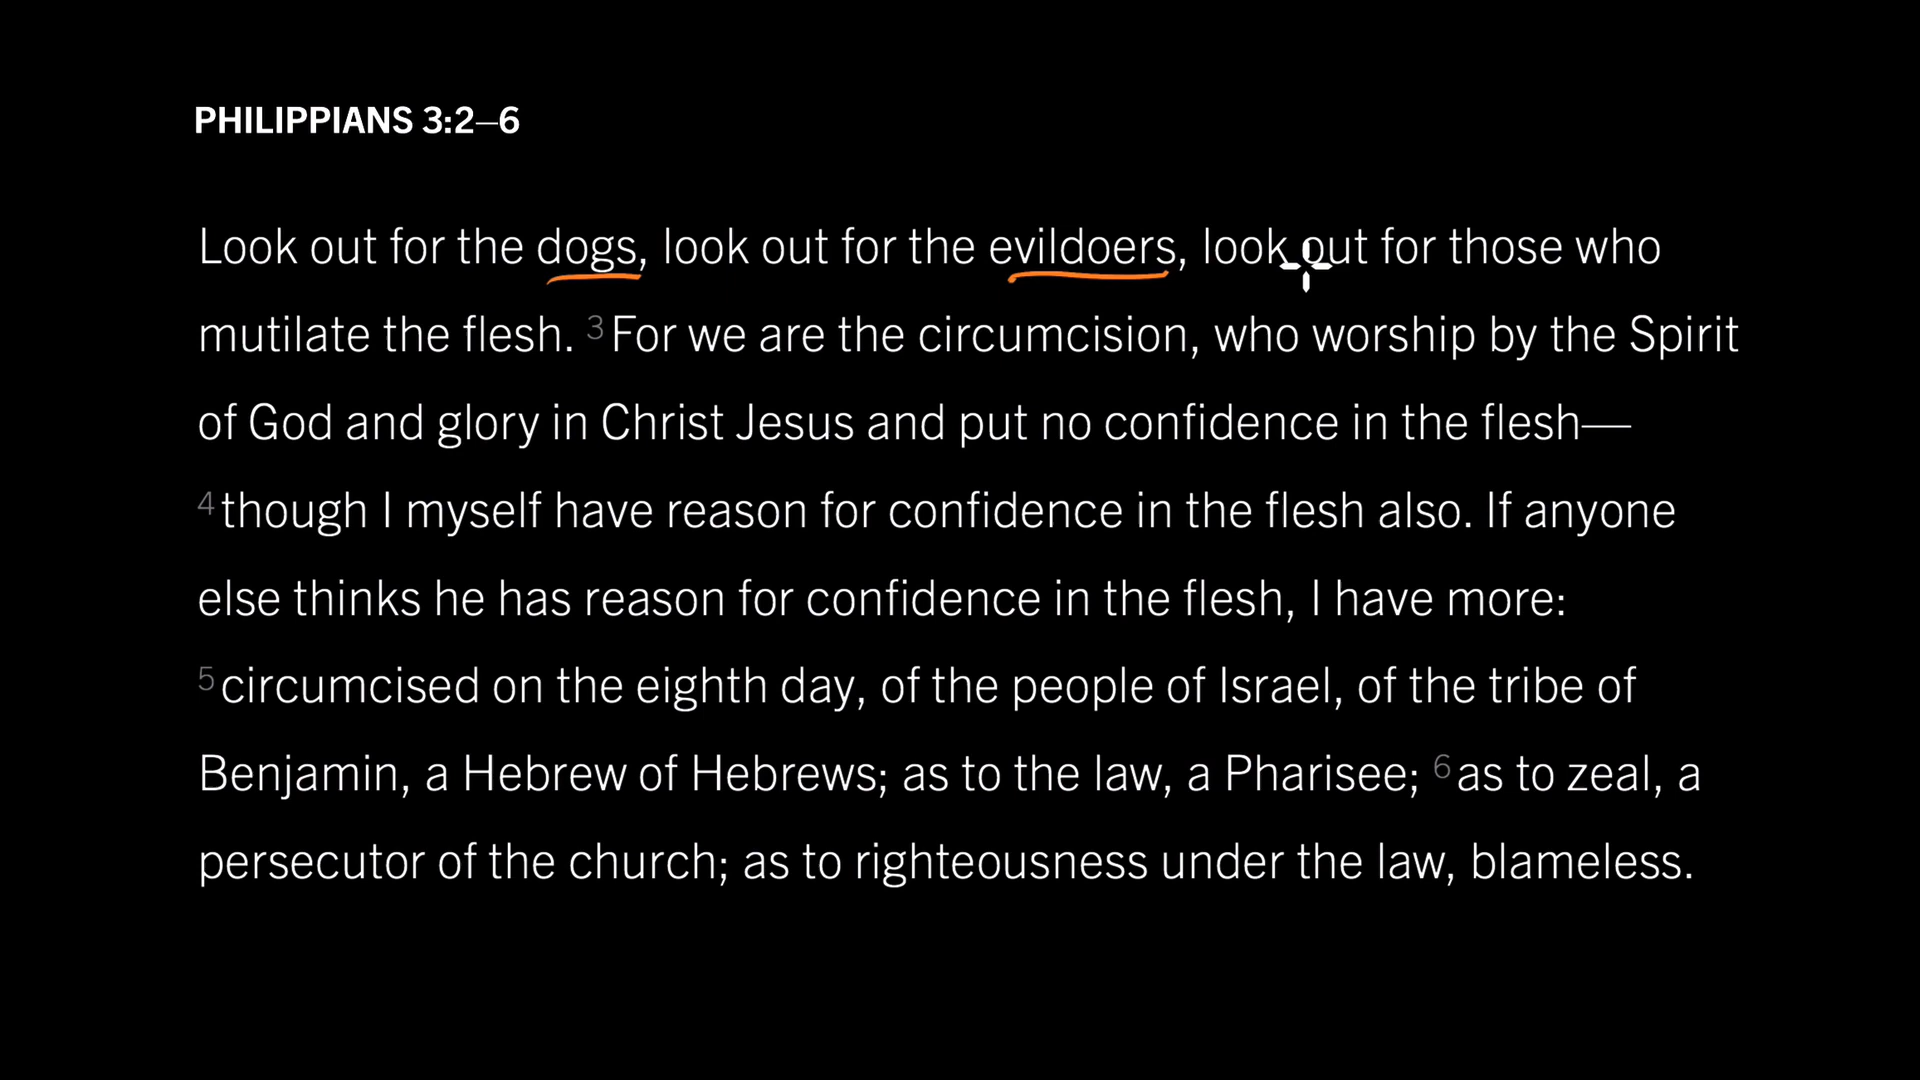 PHILIPPIANS 3:2–6
Look out for the dogs, look out for the evildoers, look out for those who
mutilate the flesh. 3 For we are the circumcision, who worship by the Spirit
of God and glory in Christ Jesus and put no confidence in the flesh—
4 though I myself have reason for confidence in the flesh also. If anyone
else thinks he has reason for confidence in the flesh, I have more:
5 circumcised on the eighth day, of the people of Israel, of the tribe of
Benjamin, a Hebrew of Hebrews; as to the law, a Pharisee; 6 as to zeal, a
persecutor of the church; as to righteousness under the law, blameless.